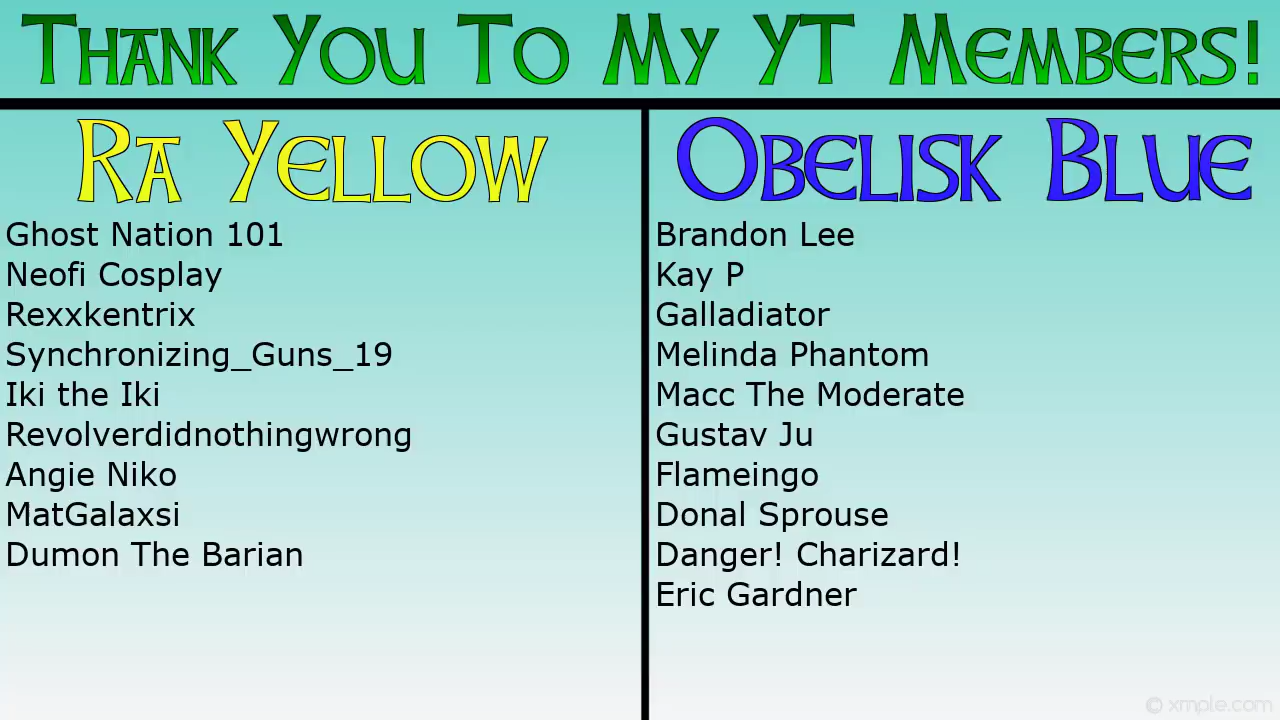 Thank You To My YT Members!
Ra Yellow
Ghost Nation 101
Neofi Cosplay
Rexxkentrix
Synchronizing_Guns_19
Iki the Iki
Revolverdidnothingwrong
Angie Niko
MatGalaxsi
Dumon The Barian
Obelisk Blue
Brandon Lee
Kay P
Galladiator
Melinda Phantom
Macc The Moderate
Gustav Ju
Flameingo
Donal Sprouse
Danger! Charizard!
Eric Gardner
© xmple.com